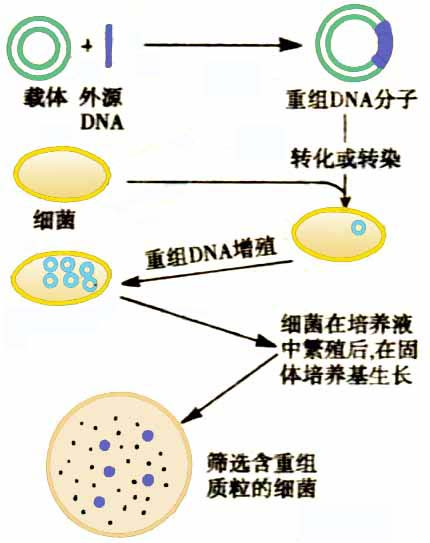 +
载体 外源
DNA
重组DNA分子
转化或转染
细菌
重组DNA增殖
细菌在培养液
中繁殖后,在固
体培养基生长
筛选含重组
质粒的细菌